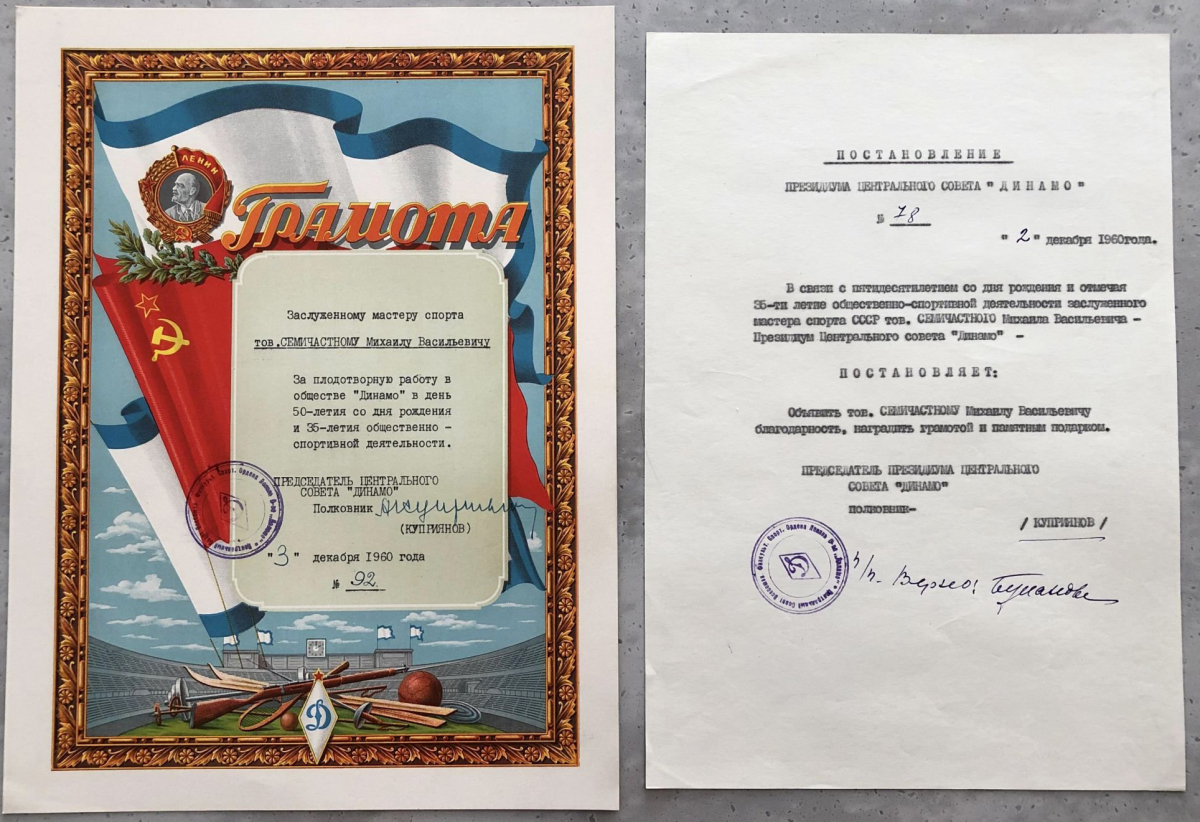 ЛЕНИН
Грамота
Заслуженному мастеру спорта
тов.СЕМИЧАСТНОМУ Михаилу Васильевичу
За плодотворную работу в
обществе "Динамо" в день
50-летия со дня рождения
и 35-летия общественно -
спортивной деятельности.
ПРЕДСЕДАТЕЛЬ ЦЕНТРАЛЬНОГО
СОВЕТА "ДИНАМО"
Полковник
(КУПРИЯНОВ)
"3" декабря 1960 года
№ 92.
Д
ПОСТАНОВЛЕНИЕ
ПРЕЗИДИУМА ЦЕНТРАЛЬНОГО СОВЕТА "ДИНАМО"
№ 78
"2" декабря 1960года.
В связи с пятидесятилетием со дня рождения и отмечая
35-ти летие общественно-спортивной деятельности заслуженного
мастера спорта СССР тов. СЕМИЧАСТНОГО Михаила Васильевича -
Президиум Центрального совета "Динамо" -
ПОСТАНОВЛЯЕТ:
Объявить тов. СЕМИЧАСТНОМУ Михаилу Васильевичу
благодарность, наградить грамотой и памятным подарком.
ПРЕДСЕДАТЕЛЬ ПРЕЗИДИУМА ЦЕНТРАЛЬНОГО
СОВЕТА "ДИНАМО"
ПОЛКОВНИК-
/КУПРИЯНОВ/
Д
п/п. Верно: